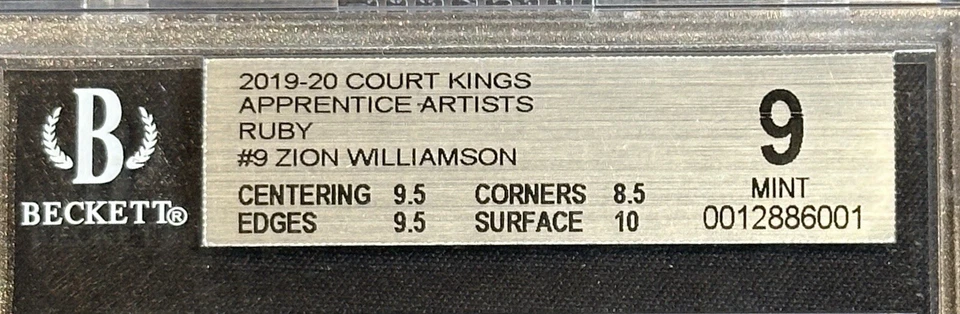 B
BECKETT®
2019-20 COURT KINGS
APPRENTICE ARTISTS
RUBY
#9 ZION WILLIAMSON
CENTERING 9.5 CORNERS 8.5
EDGES 9.5 SURFACE 10
9
MINT
0012886001